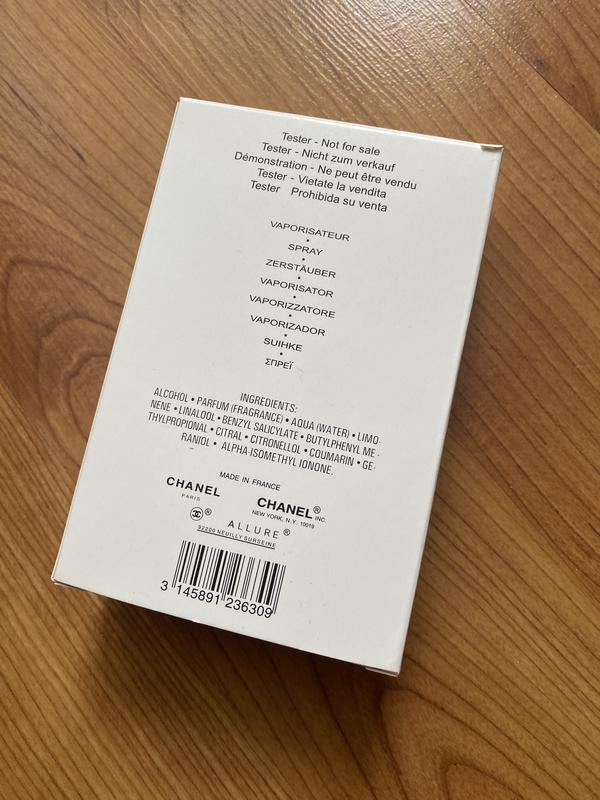 Tester - Not for sale
Tester - Nicht zum verkauf
Démonstration - Ne peut être vendu
Tester - Vietate la vendita
Tester Prohibida su venta
VAPORISATEUR
•
SPRAY
•
ZERSTÄUBER
•
VAPORISATOR
•
VAPORIZZATORE
•
VAPORIZADOR
•
SUIHKE
•
ΣΠΡΕΪ
INGREDIENTS:
ALCOHOL • PARFUM (FRAGRANCE) • AQUA (WATER) • LIMO-
NENE • LINALOOL • BENZYL SALICYLATE • BUTYLPHENYL ME-
THYLPROPIONAL • CITRAL • CITRONELLOL • COUMARIN • GE-
RANIOL • ALPHA-ISOMETHYL IONONE.
MADE IN FRANCE
CHANEL
PARIS
CHANEL® INC.
NEW YORK, N.Y. 10019
®
ALLURE®
92200 NEUILLY SUR SEINE
3 145891 236309